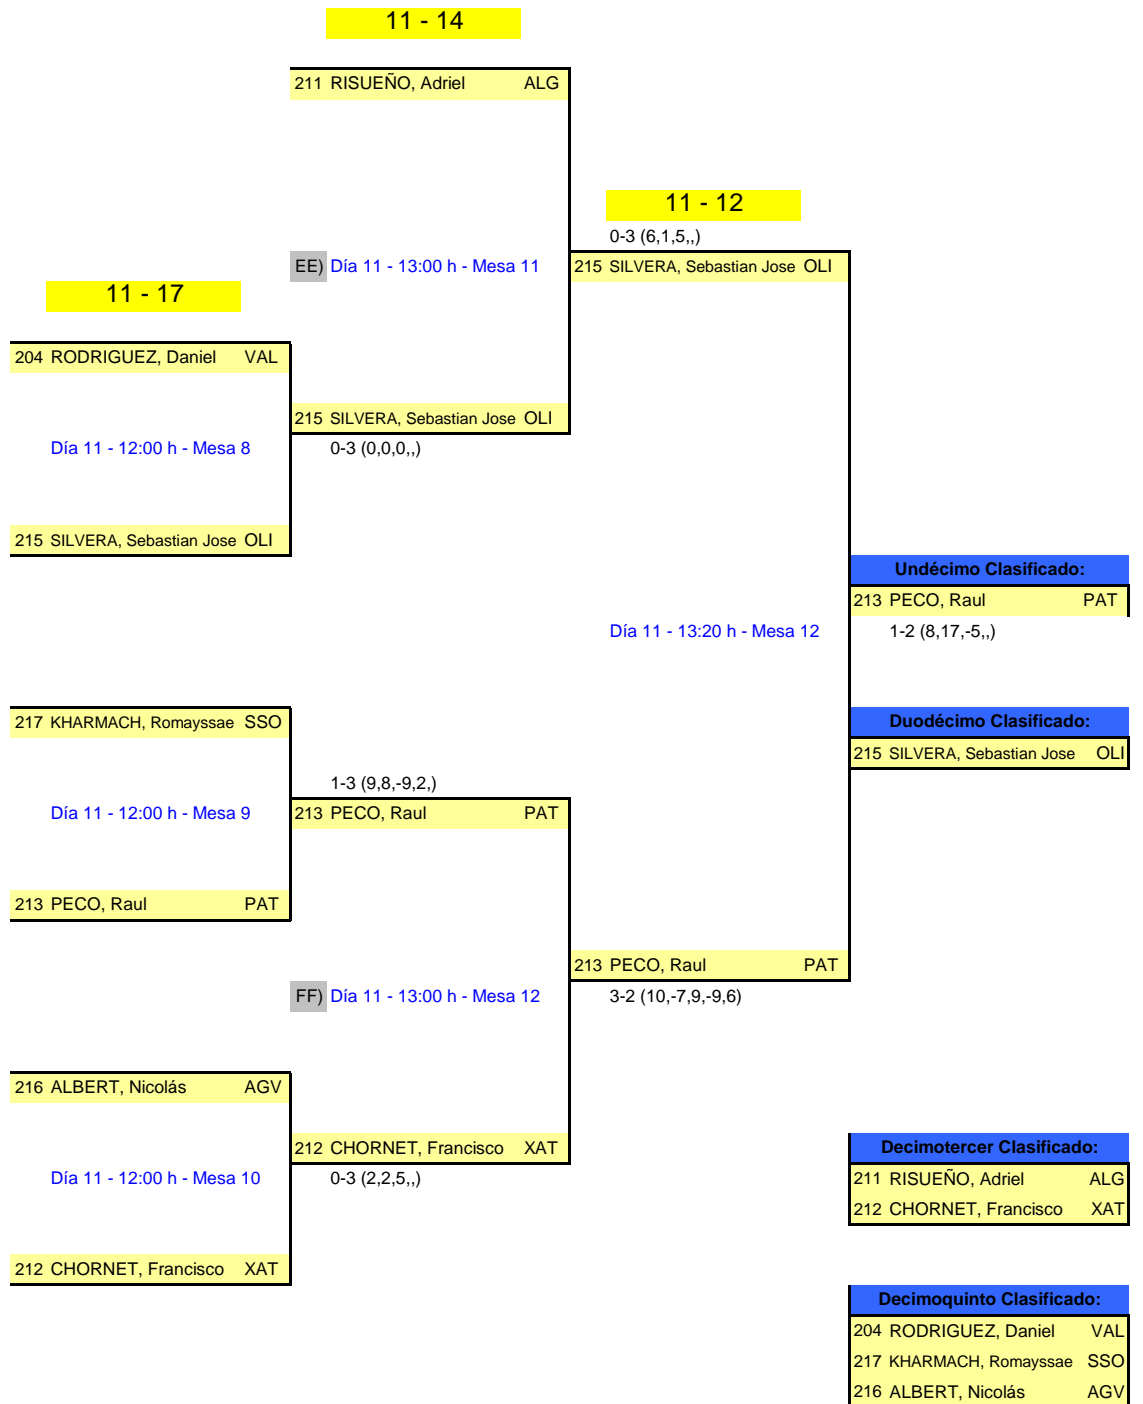 11 - 14
211 RISUEÑO, Adriel ALG
11 - 12
0-3 (6,1,5,,)
EE) Día 11 - 13:00 h - Mesa 11
215 SILVERA, Sebastian Jose OLI
11 - 17
204 RODRIGUEZ, Daniel VAL
215 SILVERA, Sebastian Jose OLI
Día 11 - 12:00 h - Mesa 8
0-3 (0,0,0,,)
215 SILVERA, Sebastian Jose OLI
Undécimo Clasificado:
213 PECO, Raul PAT
Día 11 - 13:20 h - Mesa 12
1-2 (8,17,-5,,)
217 KHARMACH, Romayssae SSO
Duodécimo Clasificado:
215 SILVERA, Sebastian Jose OLI
1-3 (9,8,-9,2,)
Día 11 - 12:00 h - Mesa 9
213 PECO, Raul PAT
213 PECO, Raul PAT
213 PECO, Raul PAT
FF) Día 11 - 13:00 h - Mesa 12
3-2 (10,-7,9,-9,6)
216 ALBERT, Nicolás AGV
212 CHORNET, Francisco XAT
Decimotercer Clasificado:
Día 11 - 12:00 h - Mesa 10
0-3 (2,2,5,,)
211 RISUEÑO, Adriel ALG
212 CHORNET, Francisco XAT
212 CHORNET, Francisco XAT
Decimoquinto Clasificado:
204 RODRIGUEZ, Daniel VAL
217 KHARMACH, Romayssae SSO
216 ALBERT, Nicolás AGV